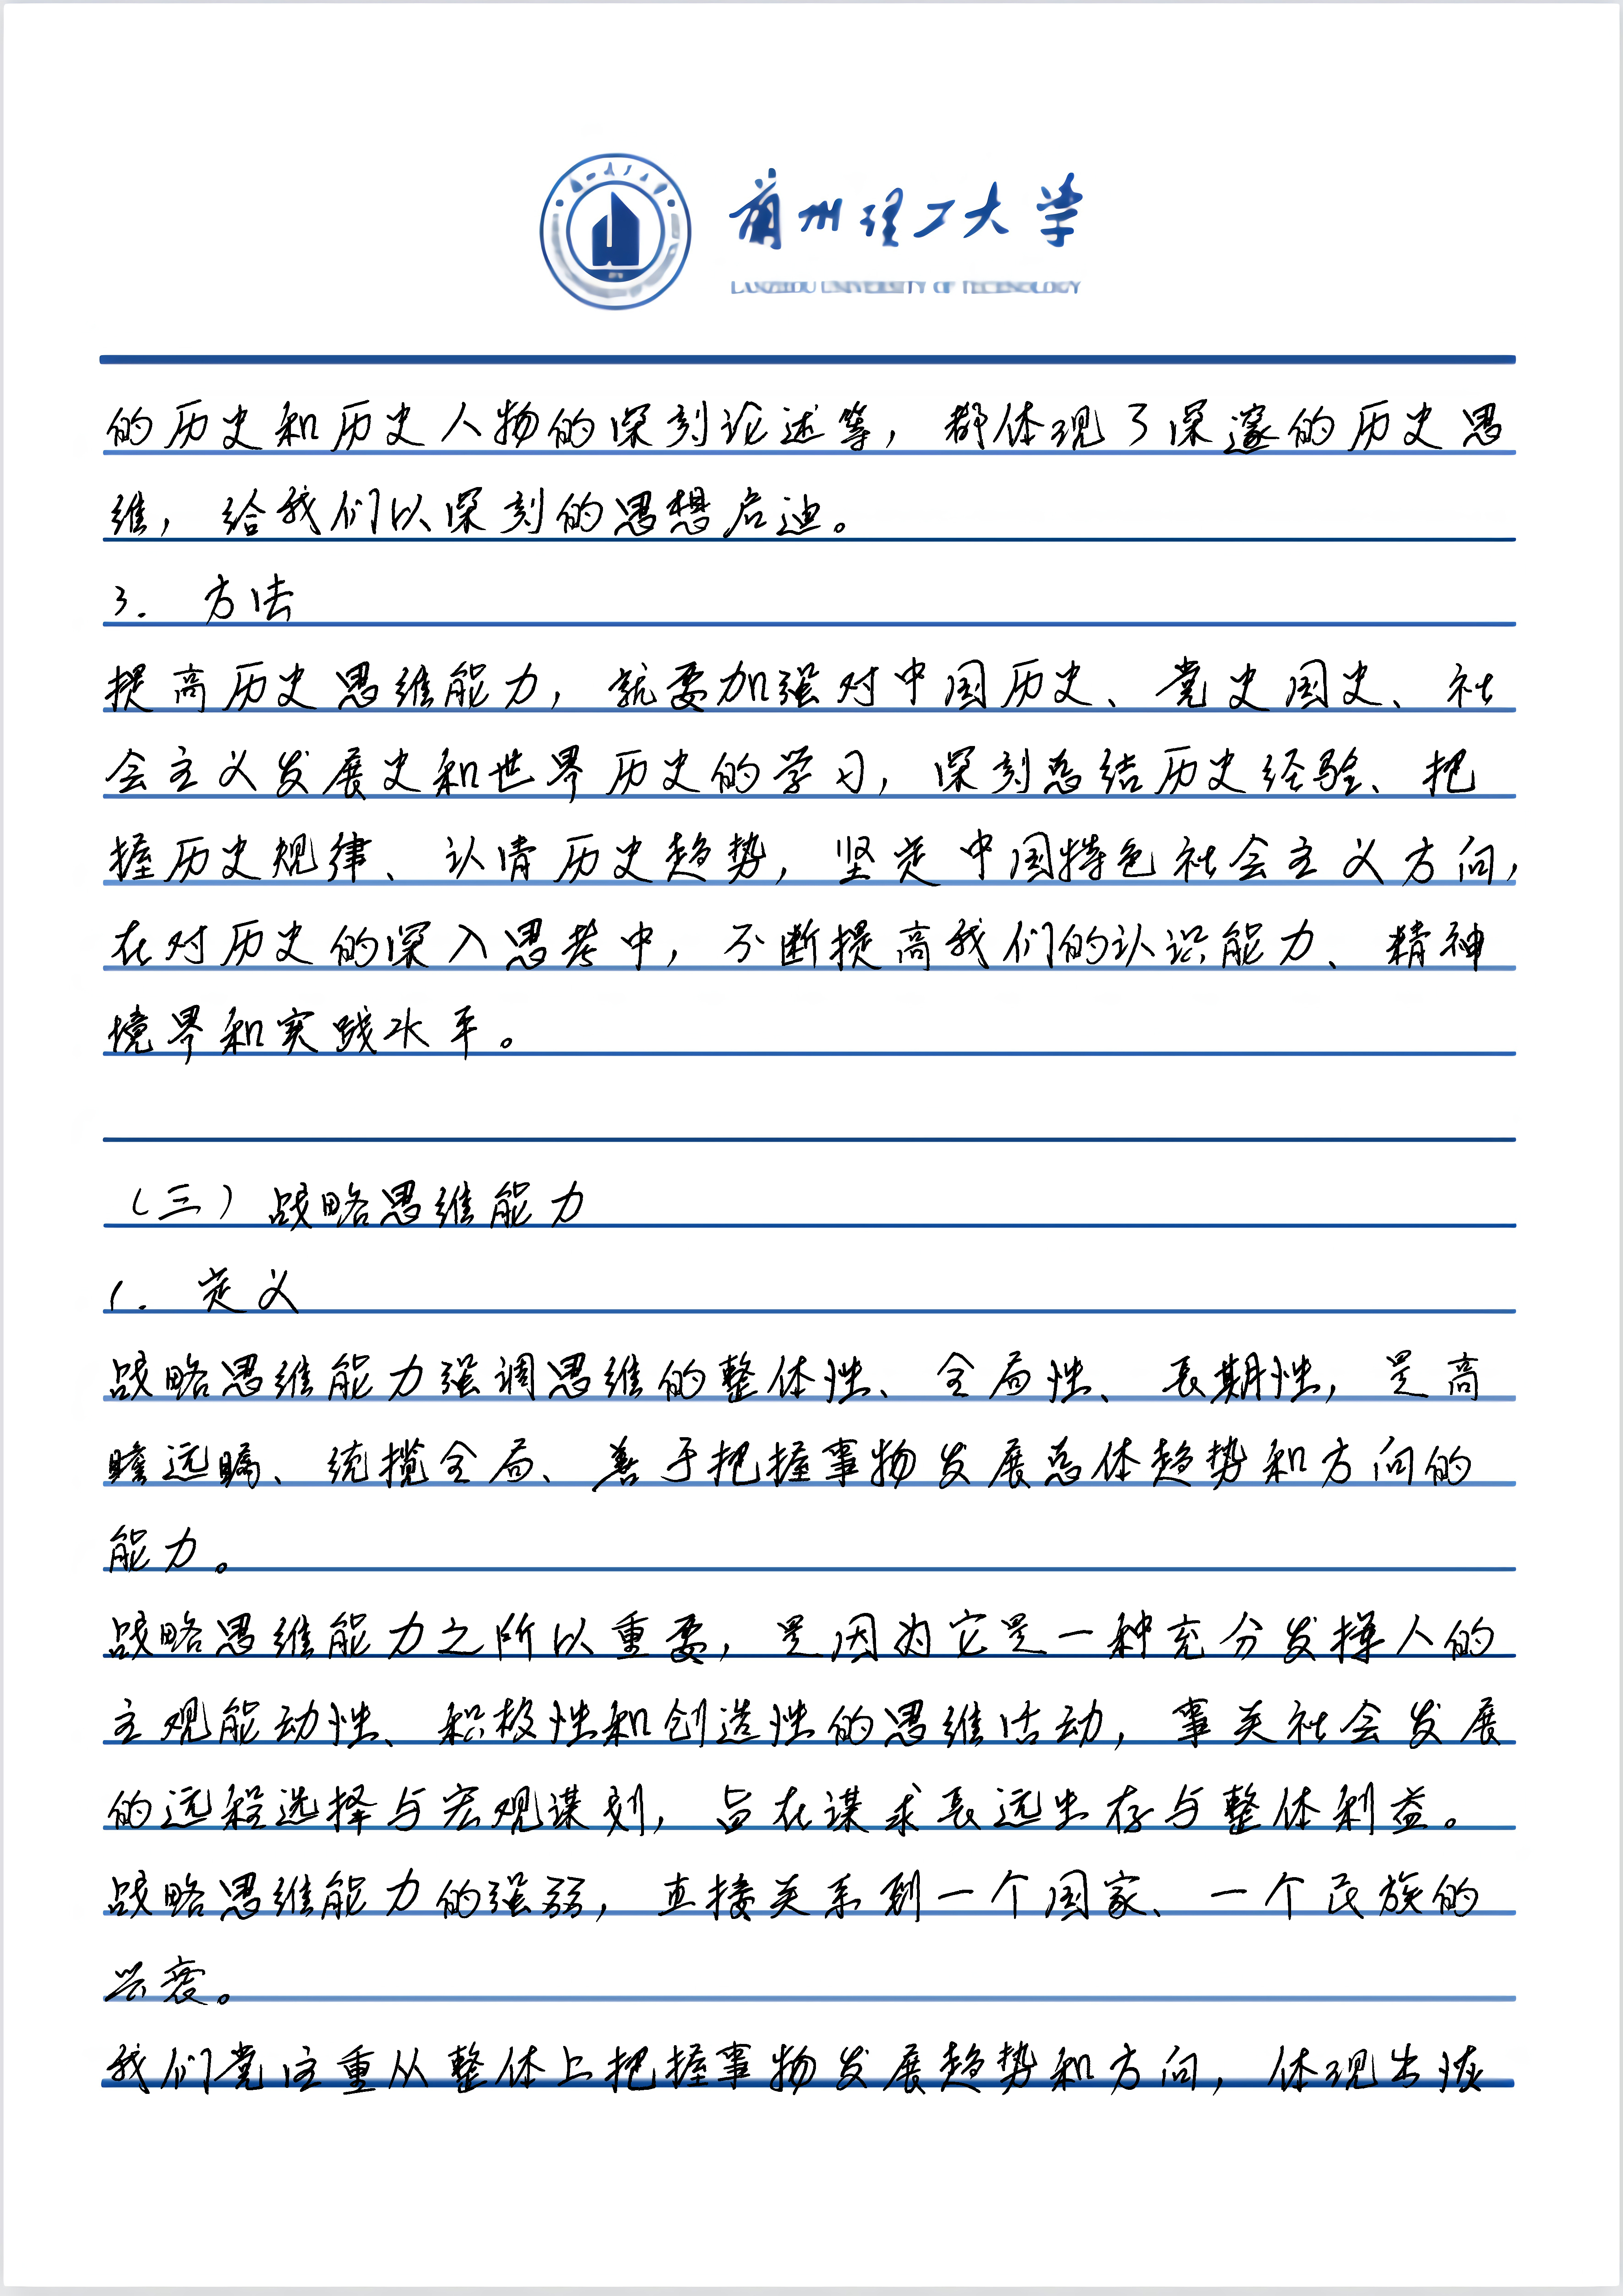 兰州理工大学
LANZHOU UNIVERSITY OF TECHNOLOGY
的历史和历史人物的深刻论述等，都体现了深邃的历史思
维，给我们以深刻的思想启迪。
3. 方法
提高历史思维能力，就要加强对中国历史、党史国史、社
会主义发展史和世界历史的学习，深刻总结历史经验、把
握历史规律、认清历史趋势，坚定中国特色社会主义方向，
在对历史的深入思考中，不断提高我们的认识能力、精神
境界和实践水平。
（三）战略思维能力
1. 定义
战略思维能力强调思维的整体性、全局性、长期性，是高
瞻远瞩、统揽全局、善于把握事物发展总体趋势和方向的
能力。
战略思维能力之所以重要，是因为它是一种充分发挥人的
主观能动性、积极性和创造性的思维活动，事关社会发展
的远程选择与宏观谋划，旨在谋求长远生存与整体利益。
战略思维能力的强弱，直接关系到一个国家、一个民族的
兴衰。
我们党注重从整体上把握事物发展趋势和方向，体现出恢